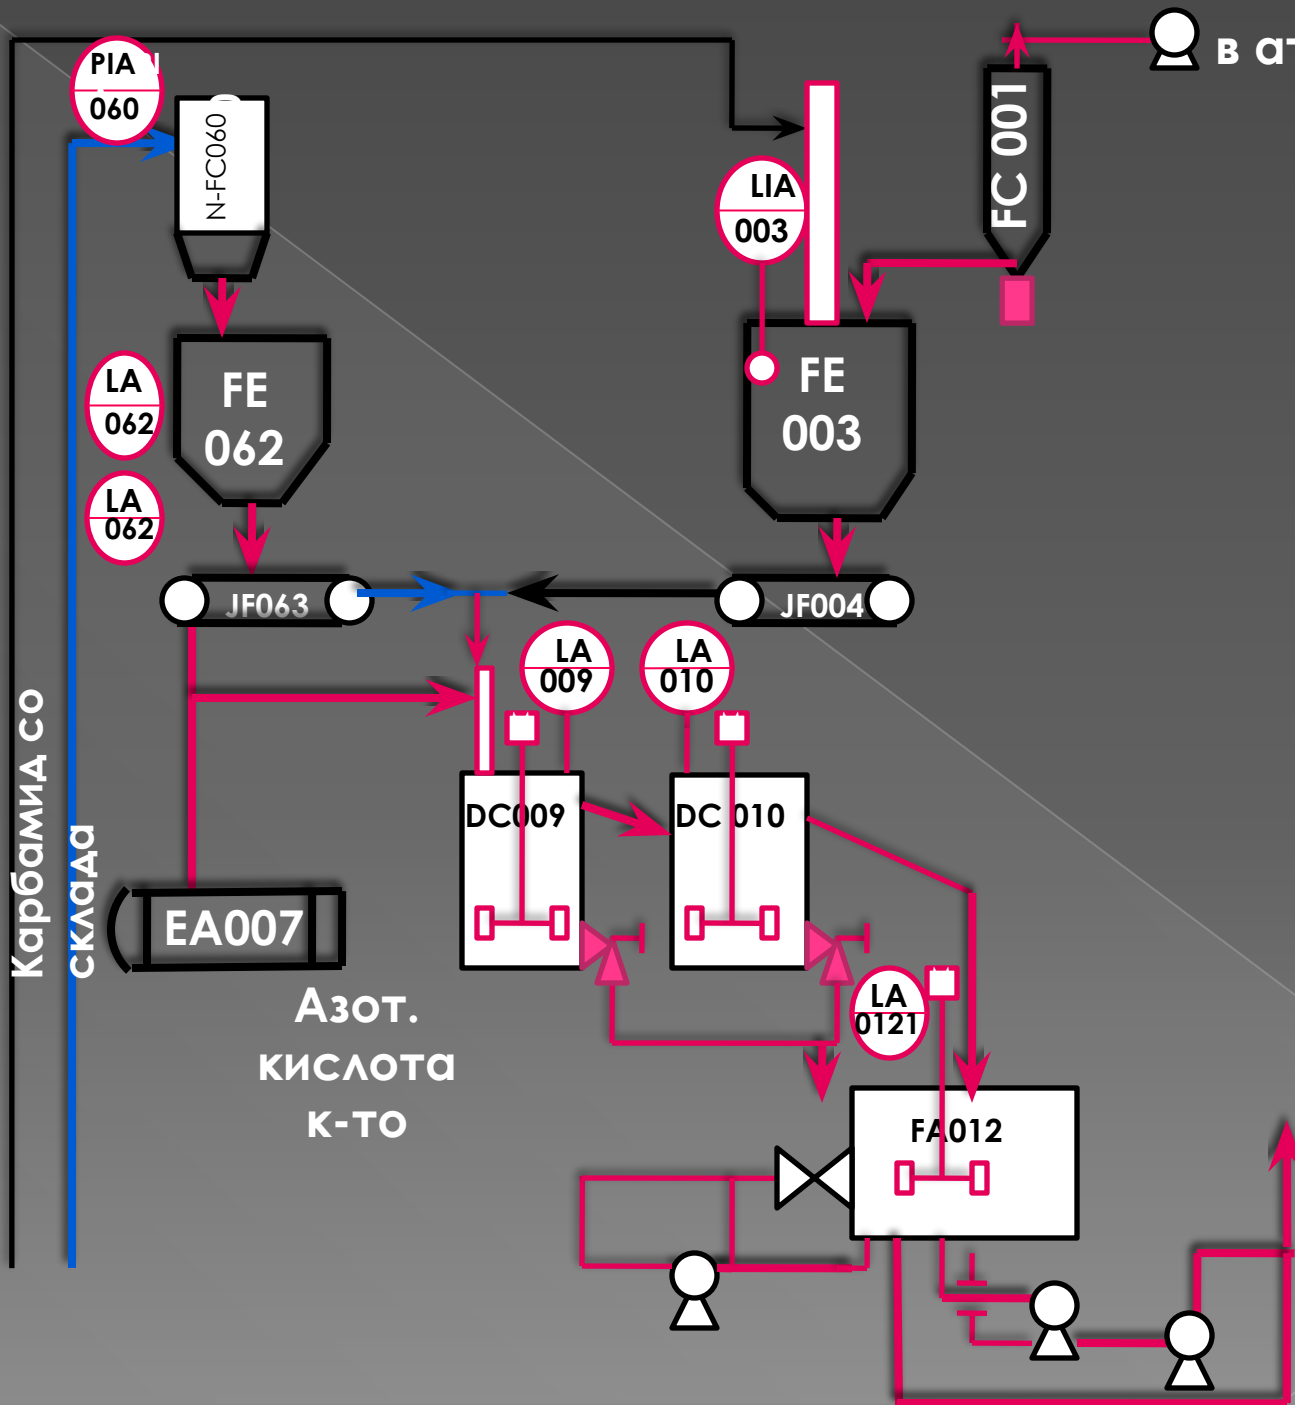 PIA
060
N-FC060
LIA
003
FC 001
в ат
FE
062
LA
062
LA
062
FE
003
JF063
JF004
LA
009
LA
010
Карбамид со
склада
DC009
DC 010
EA007
Азот.
кислота
к-то
LA
0121
FA012